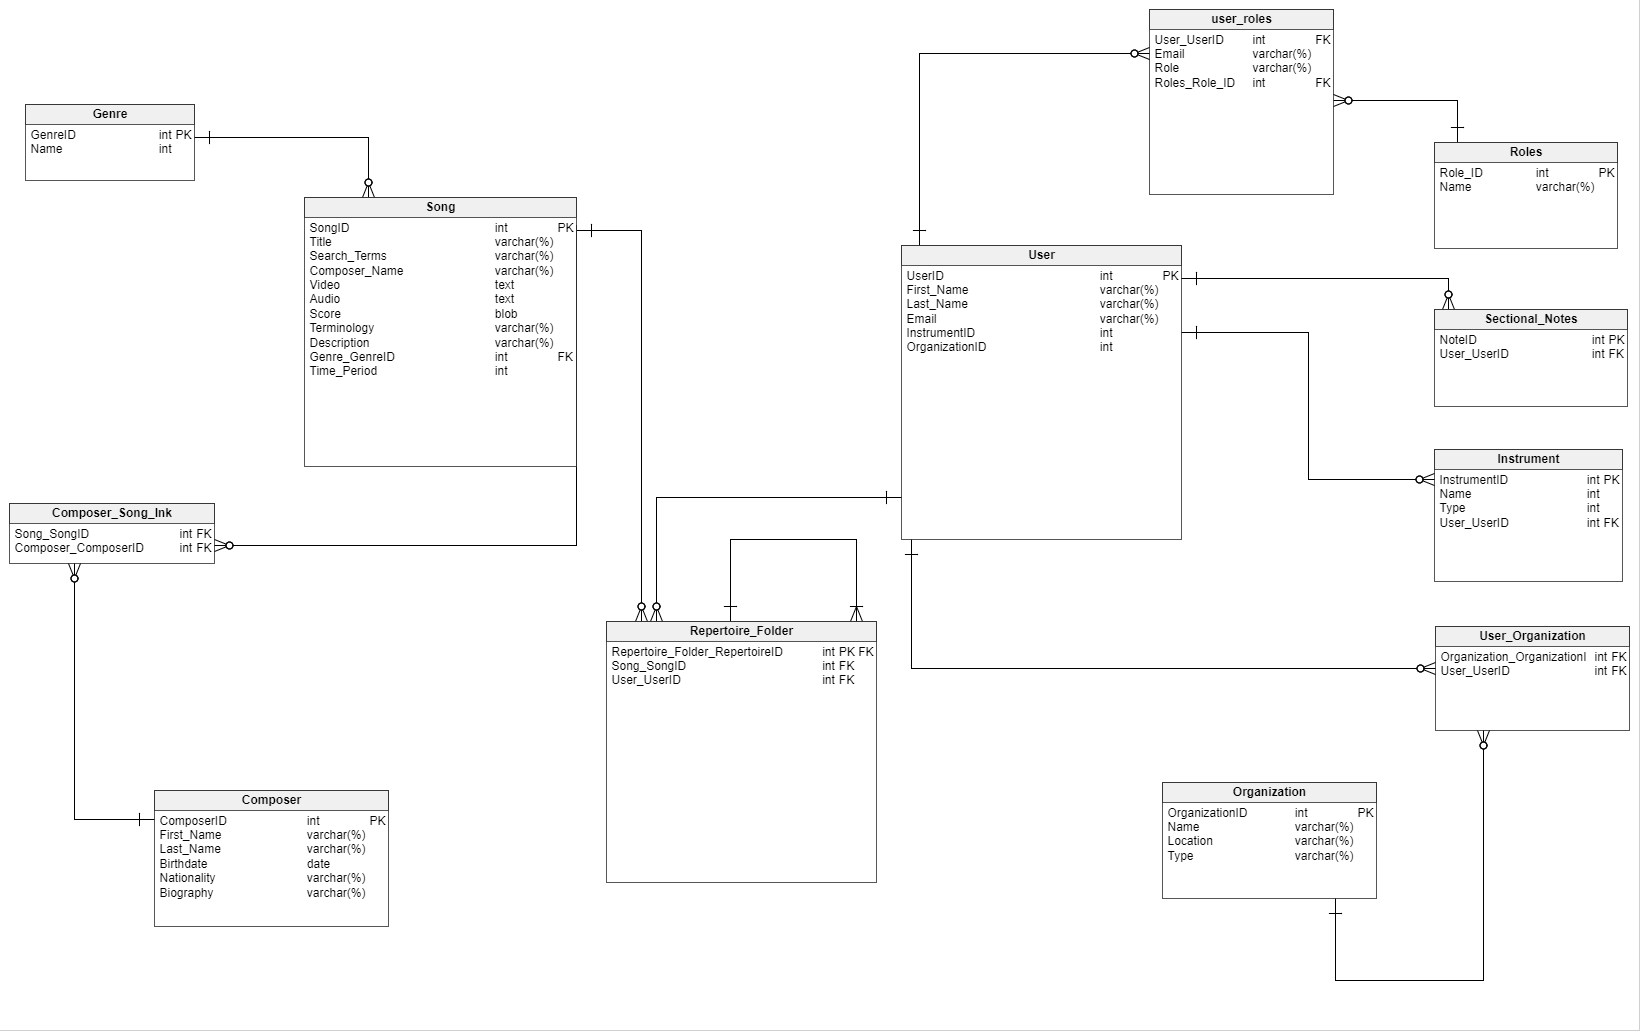 user_roles
User_UserID int FK
Email varchar(%)
Role varchar(%)
Roles_Role_ID int FK
Genre
GenreID int PK
Name int
Roles
Role_ID int PK
Name varchar(%)
Song
SongID int PK
Title varchar(%)
Search_Terms varchar(%)
Composer_Name varchar(%)
Video text
Audio text
Score blob
Terminology varchar(%)
Description varchar(%)
Genre_GenreID int FK
Time_Period int
User
UserID int PK
First_Name varchar(%)
Last_Name varchar(%)
Email varchar(%)
InstrumentID int
OrganizationID int
Sectional_Notes
NoteID int PK
User_UserID int FK
Instrument
InstrumentID int PK
Name int
Type int
User_UserID int FK
Composer_Song_Ink
Song_SongID int FK
Composer_ComposerID int FK
Repertoire_Folder
Repertoire_Folder_RepertoireID int PK FK
Song_SongID int FK
User_UserID int FK
User_Organization
Organization_OrganizationI int FK
User_UserID int FK
Composer
ComposerID int PK
First_Name varchar(%)
Last_Name varchar(%)
Birthdate date
Nationality varchar(%)
Biography varchar(%)
Organization
OrganizationID int PK
Name varchar(%)
Location varchar(%)
Type varchar(%)